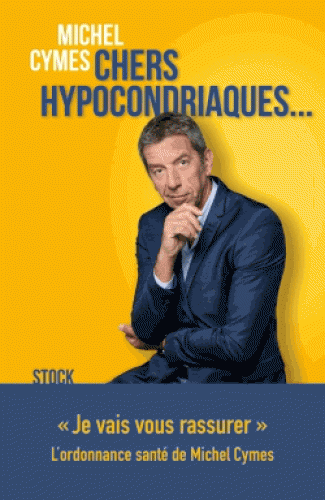 MICHEL
CYMES
CHERS
HYPOCONDRIAQUES...
STOCK
« Je vais vous rassurer »
L'ordonnance santé de Michel Cymes